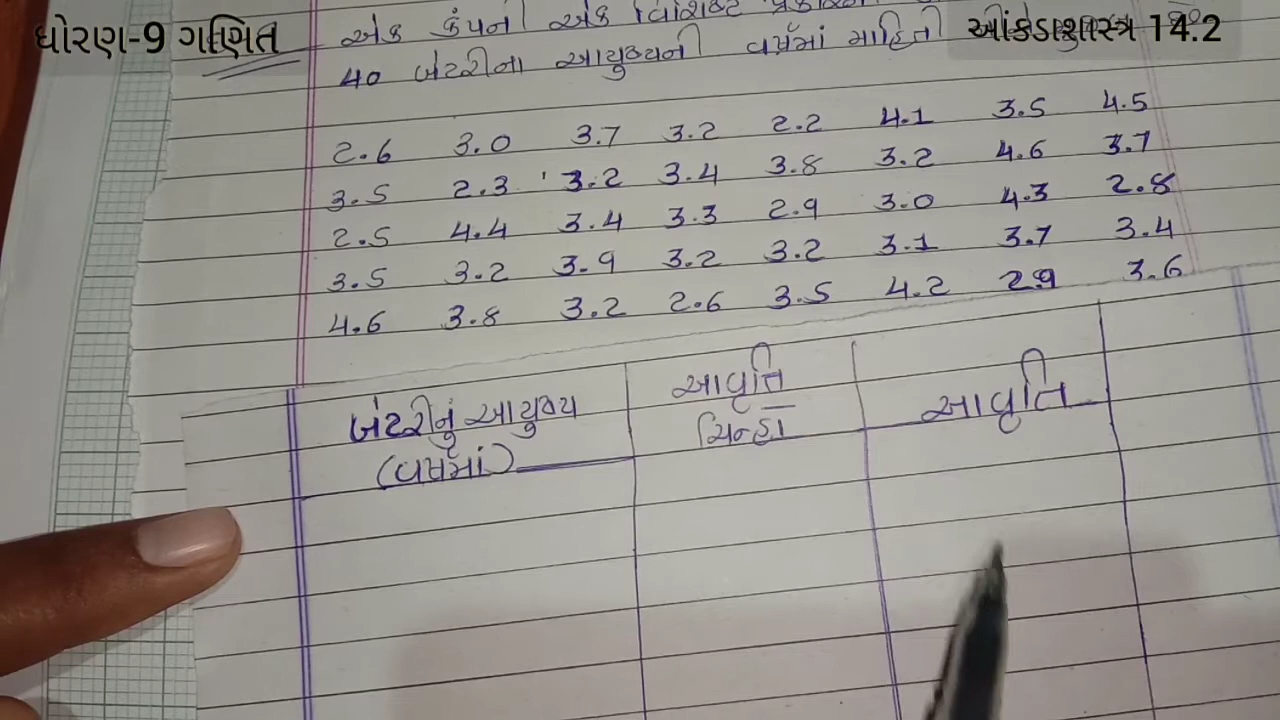 ધોરણ-9 ગણિત
આંકડાશાસ્ત્ર 14.2
એક કંપની એક
40 બેટરીના આયુષ્યની વર્ષમાં માહિતી
2.6 3.0 3.7 3.2 2.2 4.1 3.5 4.5
3.5 2.3 3.2 3.4 3.8 3.2 4.6 3.7
2.5 4.4 3.4 3.3 2.9 3.0 4.3 2.8
3.5 3.2 3.9 3.2 3.2 3.1 3.7 3.4
4.6 3.8 3.2 2.6 3.5 4.2 2.9 3.6
બેટરીનું આયુષ્ય
(વર્ષમાં)
આવૃતિ
ચિન્હો
આવૃતિ